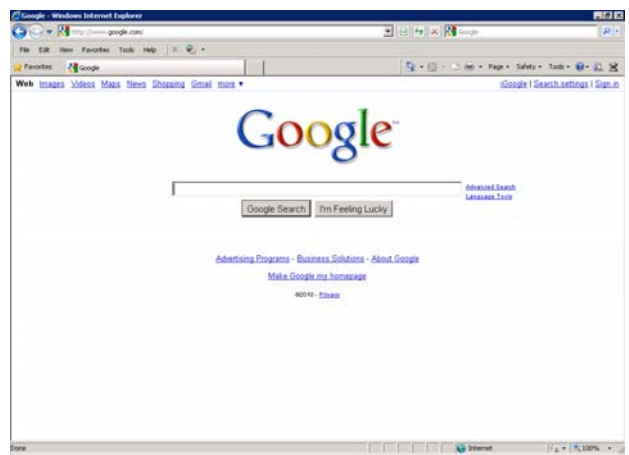 Google - Windows Internet Explorer
http://www.google.com/
Google
File Edit View Favorites Tools Help
Favorites
Google
Page Safety Tools
Web Images Videos Maps News Shopping Gmail more ▼
iGoogle | Search settings | Sign in
Google™
Advanced Search
Language Tools
Google Search
I'm Feeling Lucky
Advertising Programs - Business Solutions - About Google
Make Google my homepage
©2010 - Privacy
Done
Internet
100%